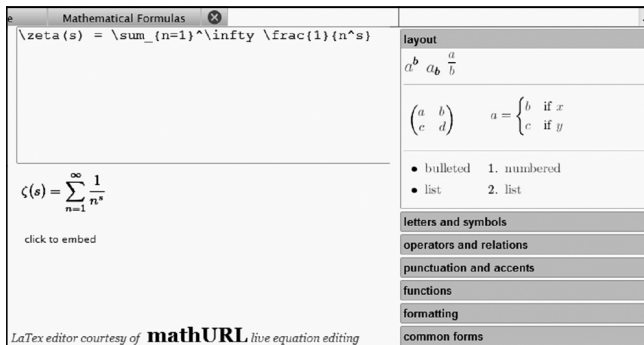 e
Mathematical Formulas
\zeta(s) = \sum_{n=1}^\infty \frac{1}{n^s}
ζ(s) = ∑_{n=1}^{∞} 1/n^s
click to embed
LaTex editor courtesy of mathURL live equation editing
layout
a^b a_b a/b
(a b
c d)
a = { b if x
c if y
• bulleted 1. numbered
• list 2. list
letters and symbols
operators and relations
punctuation and accents
functions
formatting
common forms